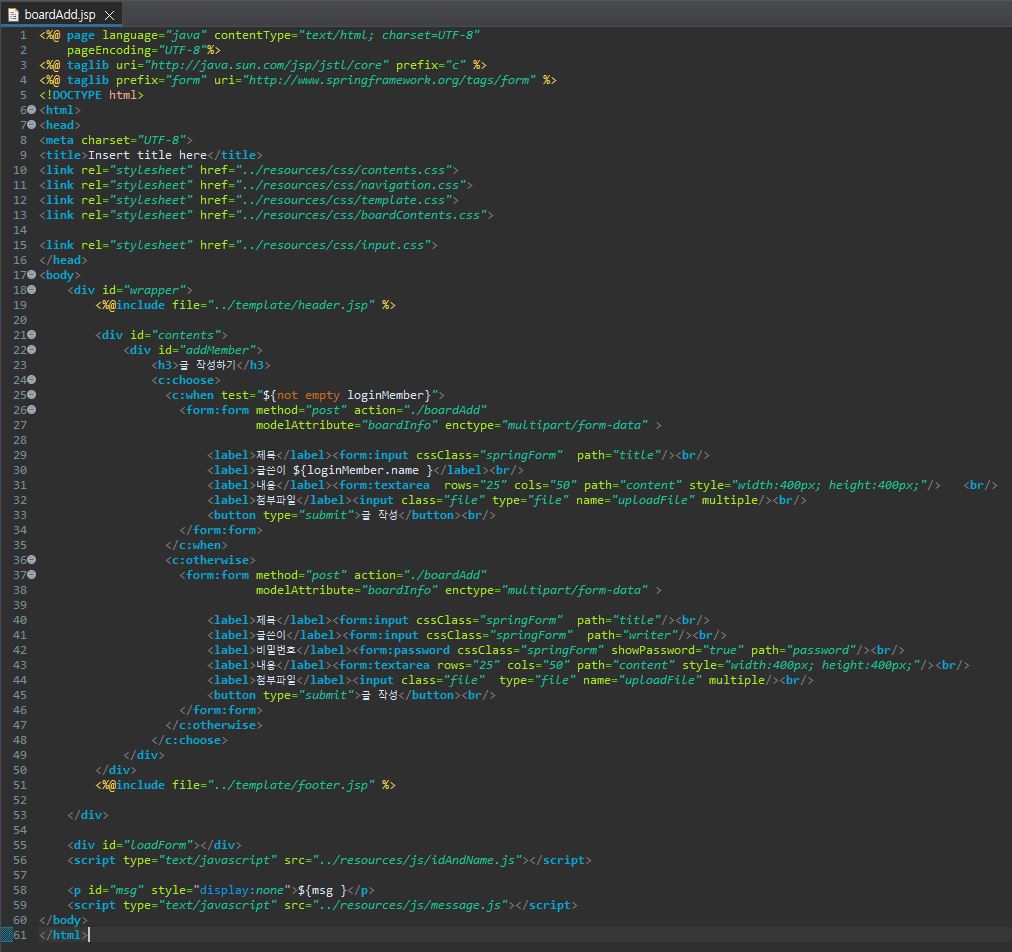 boardAdd.jsp
1 <%@ page language="java" contentType="text/html; charset=UTF-8"
2     pageEncoding="UTF-8"%>
3 <%@ taglib uri="http://java.sun.com/jsp/jstl/core" prefix="c" %>
4 <%@ taglib prefix="form" uri="http://www.springframework.org/tags/form" %>
5 <!DOCTYPE html>
6 <html>
7 <head>
8 <meta charset="UTF-8">
9 <title>Insert title here</title>
10 <link rel="stylesheet" href="../resources/css/contents.css">
11 <link rel="stylesheet" href="../resources/css/navigation.css">
12 <link rel="stylesheet" href="../resources/css/template.css">
13 <link rel="stylesheet" href="../resources/css/boardContents.css">
14
15 <link rel="stylesheet" href="../resources/css/input.css">
16 </head>
17 <body>
18     <div id="wrapper">
19         <%@include file="../template/header.jsp" %>
20
21         <div id="contents">
22             <div id="addMember">
23                 <h3>글 작성하기</h3>
24                 <c:choose>
25                   <c:when test="${not empty loginMember}">
26                     <form:form method="post" action="./boardAdd"
27                                modelAttribute="boardInfo" enctype="multipart/form-data" >
28
29                         <label>제목</label><form:input cssClass="springForm"  path="title"/><br/>
30                         <label>글쓴이 ${loginMember.name }</label><br/>
31                         <label>내용</label><form:textarea  rows="25" cols="50" path="content" style="width:400px; height:400px;"/>   <br/>
32                         <label>첨부파일</label><input class="file" type="file" name="uploadFile" multiple/><br/>
33                         <button type="submit">글 작성</button><br/>
34                     </form:form>
35                   </c:when>
36                   <c:otherwise>
37                     <form:form method="post" action="./boardAdd"
38                                modelAttribute="boardInfo" enctype="multipart/form-data" >
39
40                         <label>제목</label><form:input cssClass="springForm"  path="title"/><br/>
41                         <label>글쓴이</label><form:input cssClass="springForm"  path="writer"/><br/>
42                         <label>비밀번호</label><form:password cssClass="springForm" showPassword="true" path="password"/><br/>
43                         <label>내용</label><form:textarea rows="25" cols="50" path="content" style="width:400px; height:400px;"/><br/>
44                         <label>첨부파일</label><input class="file"  type="file" name="uploadFile" multiple/><br/>
45                         <button type="submit">글 작성</button><br/>
46                     </form:form>
47                   </c:otherwise>
48                 </c:choose>
49             </div>
50         </div>
51         <%@include file="../template/footer.jsp" %>
52
53     </div>
54
55     <div id="loadForm"></div>
56     <script type="text/javascript" src="../resources/js/idAndName.js"></script>
57
58     <p id="msg" style="display:none">${msg }</p>
59     <script type="text/javascript" src="../resources/js/message.js"></script>
60 </body>
61 </html>